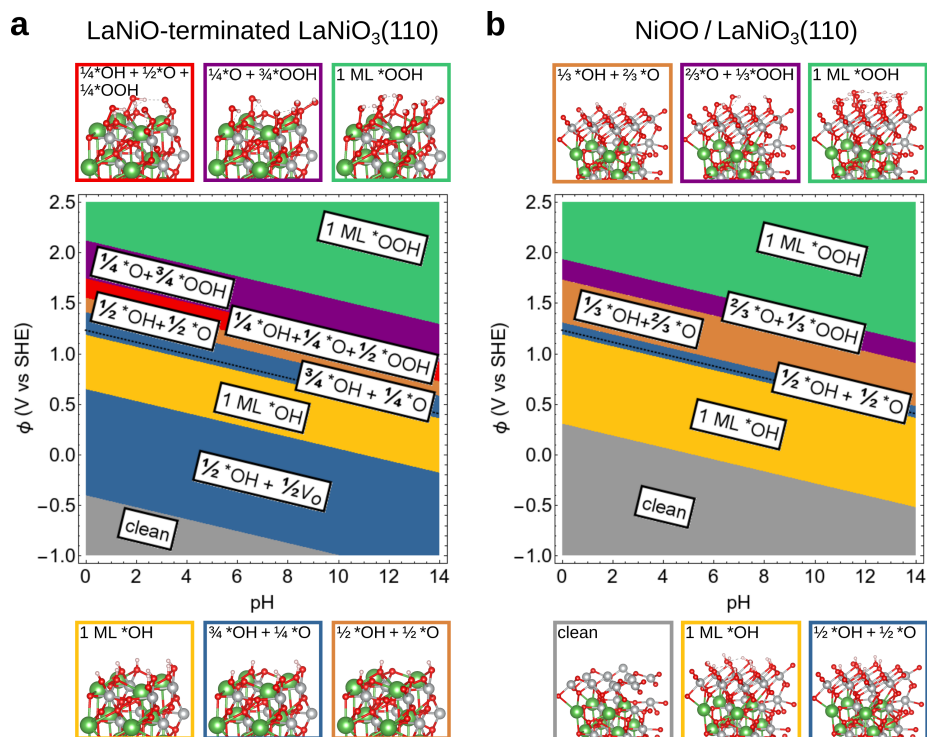 a
LaNiO-terminated LaNiO₃(110)
b
NiOO / LaNiO₃(110)
¼*OH + ½*O +
¼*OOH
¼*O + ¾*OOH
1 ML *OOH
⅓ *OH + ⅔ *O
⅔*O + ⅓*OOH
1 ML *OOH
2.5
2.0
1.5
1.0
0.5
0.0
−0.5
−1.0
ϕ (V vs SHE)
1 ML *OOH
¼ *O+¾ *OOH
½ *OH+½ *O
¼ *OH+¼ *O+½ *OOH
¾ *OH + ¼ *O
1 ML *OH
½ *OH + ½Vo
clean
0 2 4 6 8 10 12 14
pH
2.5
2.0
1.5
1.0
0.5
0.0
−0.5
−1.0
ϕ (V vs SHE)
1 ML *OOH
⅓ *OH+⅔ *O
⅔ *O+⅓ *OOH
½ *OH + ½ *O
1 ML *OH
clean
0 2 4 6 8 10 12 14
pH
1 ML *OH
¾ *OH + ¼ *O
½ *OH + ½ *O
clean
1 ML *OH
½ *OH + ½ *O